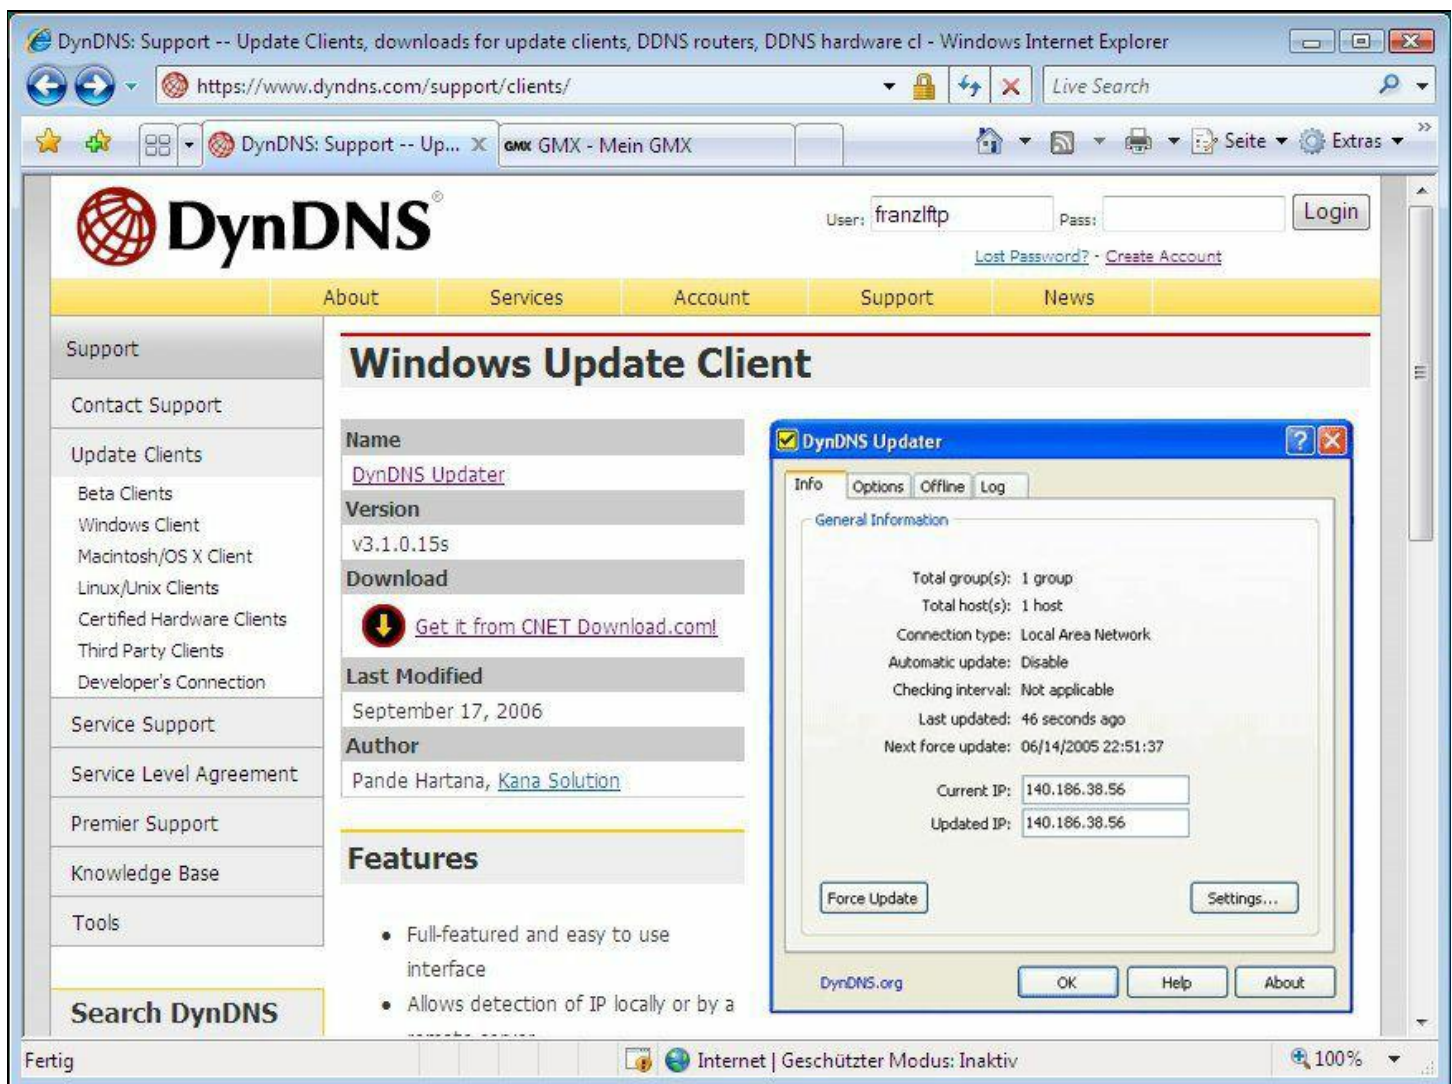 DynDNS: Support -- Update Clients, downloads for update clients, DDNS routers, DDNS hardware cl - Windows Internet Explorer
https://www.dyndns.com/support/clients/
Live Search
DynDNS: Support -- Up...
GMX GMX - Mein GMX
Seite
Extras
DynDNS®
User: franzlftp
Pass:
Login
Lost Password? - Create Account
About
Services
Account
Support
News
Support
Contact Support
Update Clients
Beta Clients
Windows Client
Macintosh/OS X Client
Linux/Unix Clients
Certified Hardware Clients
Third Party Clients
Developer's Connection
Service Support
Service Level Agreement
Premier Support
Knowledge Base
Tools
Search DynDNS
Windows Update Client
Name
DynDNS Updater
Version
v3.1.0.15s
Download
Get it from CNET Download.com!
Last Modified
September 17, 2006
Author
Pande Hartana, Kana Solution
Features
• Full-featured and easy to use
interface
• Allows detection of IP locally or by a
DynDNS Updater
Info
Options
Offline
Log
General Information
Total group(s): 1 group
Total host(s): 1 host
Connection type: Local Area Network
Automatic update: Disable
Checking interval: Not applicable
Last updated: 46 seconds ago
Next force update: 06/14/2005 22:51:37
Current IP: 140.186.38.56
Updated IP: 140.186.38.56
Force Update
Settings...
DynDNS.org
OK
Help
About
Fertig
Internet | Geschützter Modus: Inaktiv
100%